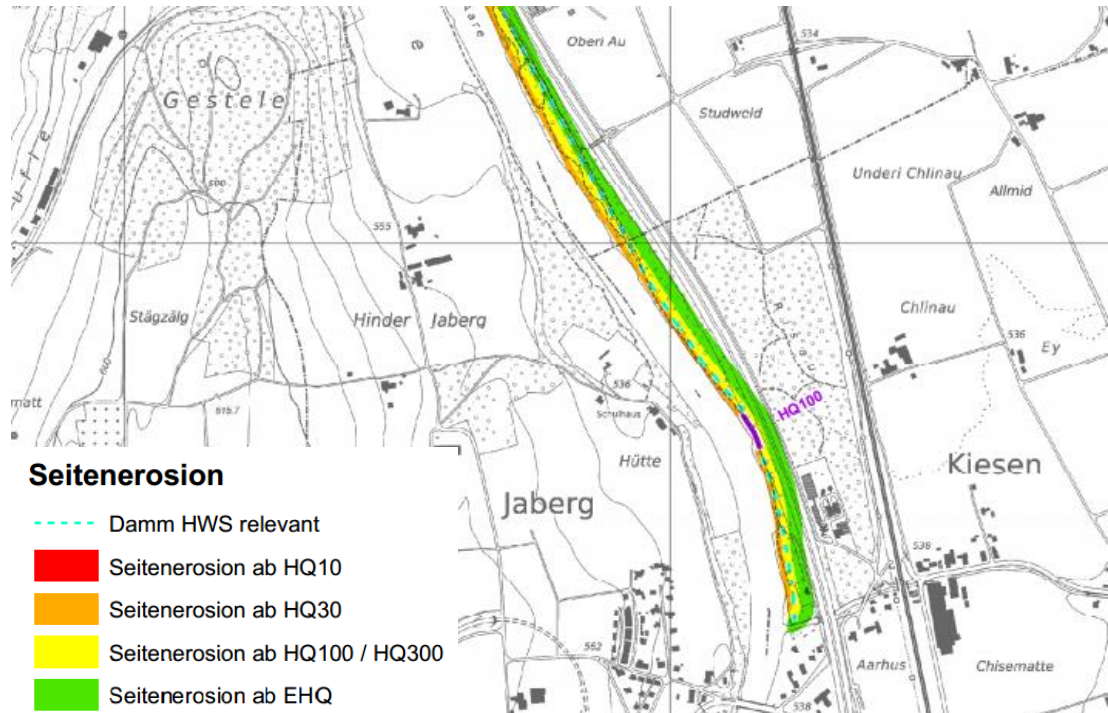 Oberi Au
534
Gestele
Studweid
Underi Chlinau
Allmid
555
Stägzälg
Hinder Jaberg
Chlinau
536
Ey
matt
615.7
536
Schulhaus
HQ100
Hütte
Kiesen
Jaberg
538
562
Aarhus
Chisematte
538
Seitenerosion
Damm HWS relevant
Seitenerosion ab HQ10
Seitenerosion ab HQ30
Seitenerosion ab HQ100 / HQ300
Seitenerosion ab EHQ